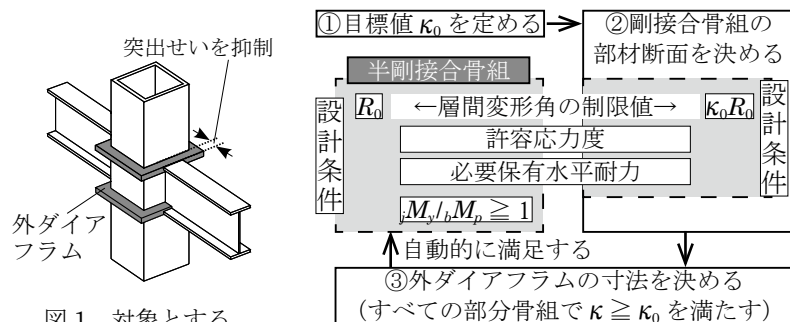 突出せいを抑制
外ダイア
フラム
図1 対象とする
①目標値 κ₀ を定める
②剛接合骨組の
部材断面を決める
半剛接合骨組
設計条件
R₀
←層間変形角の制限値→
κ₀R₀
設計条件
許容応力度
必要保有水平耐力
jMy/bMp ≧ 1
自動的に満足する
③外ダイアフラムの寸法を決める
(すべての部分骨組で κ ≧ κ₀ を満たす)